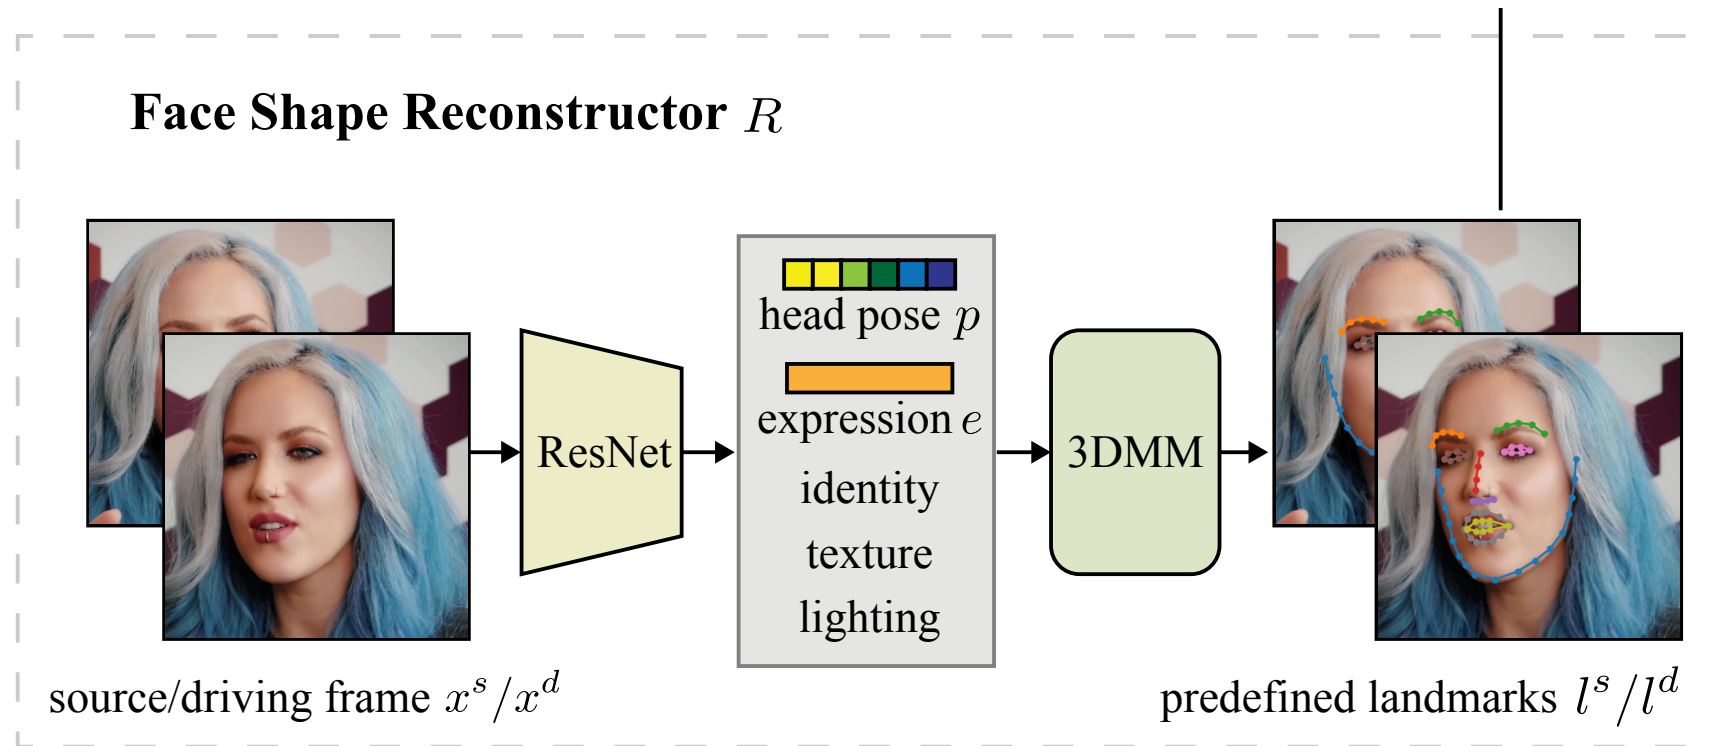 Face Shape Reconstructor R
head pose p
expression e
identity
texture
lighting
ResNet
3DMM
source/driving frame x^s/x^d
predefined landmarks l^s/l^d